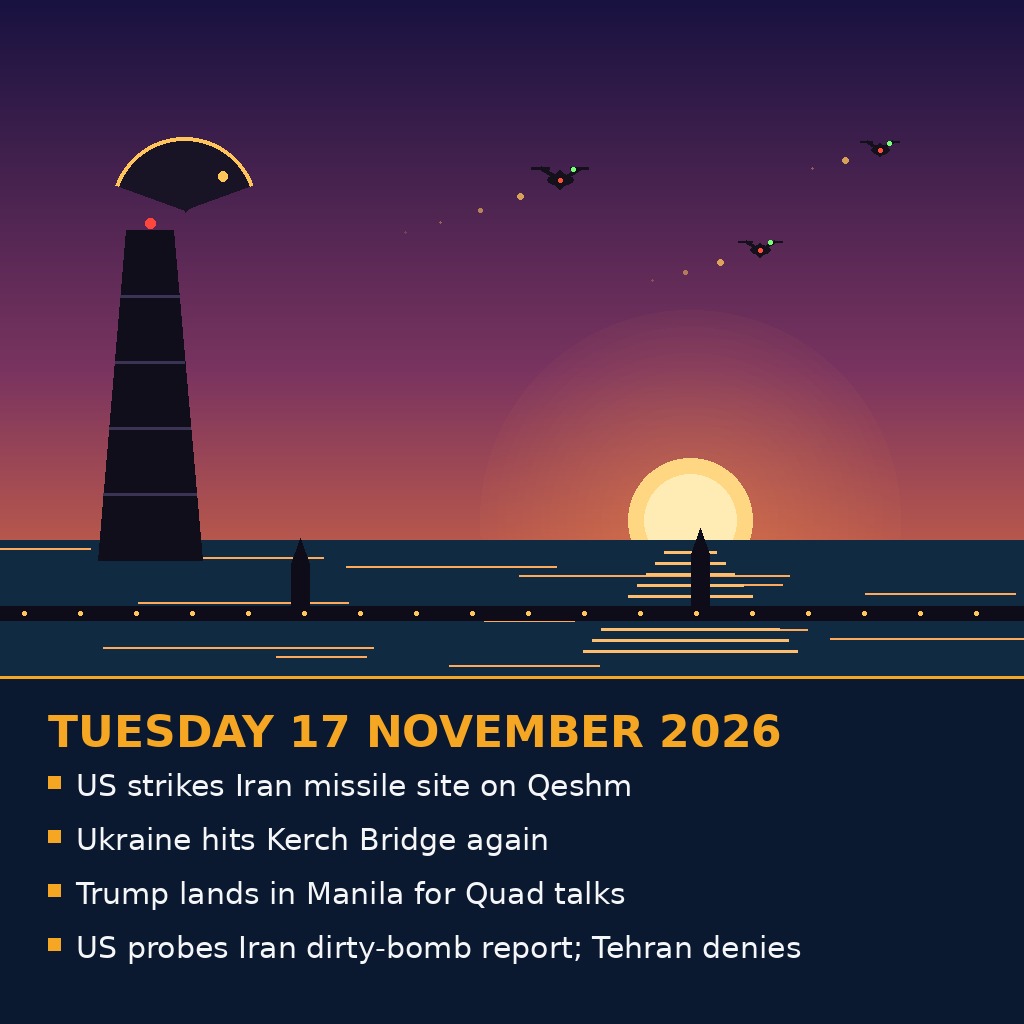 TUESDAY 17 NOVEMBER 2026
US strikes Iran missile site on Qeshm
Ukraine hits Kerch Bridge again
Trump lands in Manila for Quad talks
US probes Iran dirty-bomb report; Tehran denies